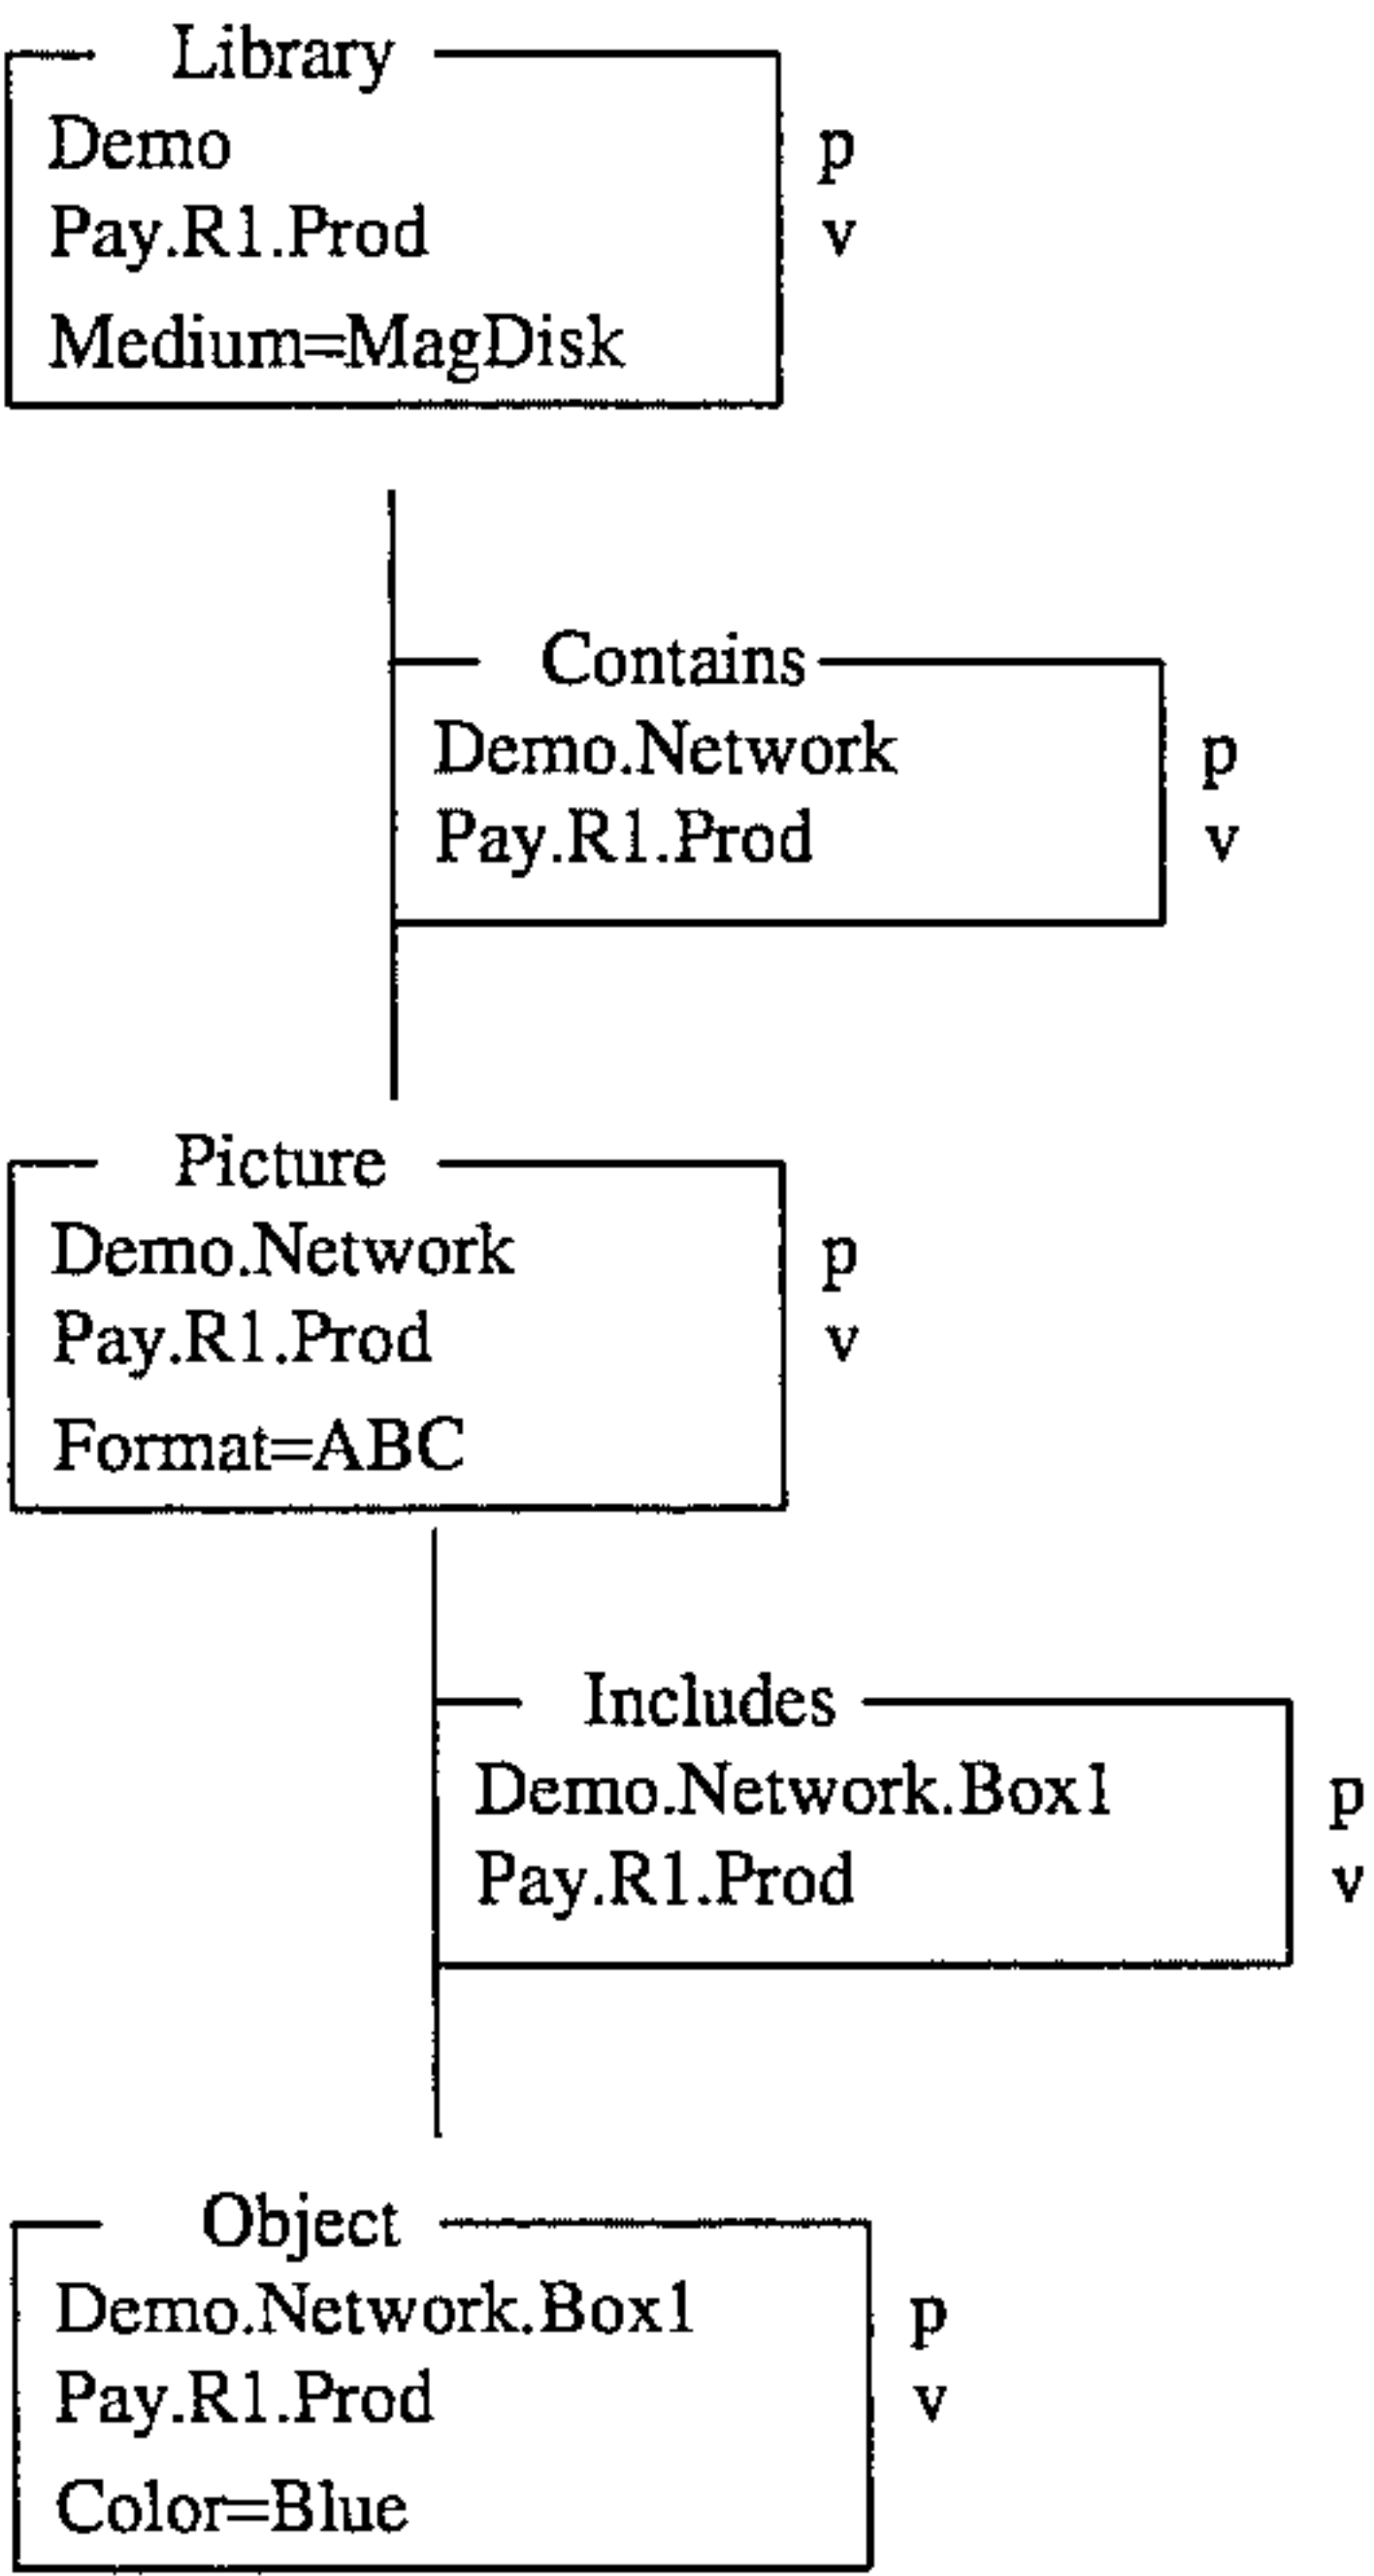 Library
Demo p
Pay.R1.Prod v
Medium=MagDisk
Contains
Demo.Network p
Pay.R1.Prod v
Picture
Demo.Network p
Pay.R1.Prod v
Format=ABC
Includes
Demo.Network.Box1 p
Pay.R1.Prod v
Object
Demo.Network.Box1 p
Pay.R1.Prod v
Color=Blue